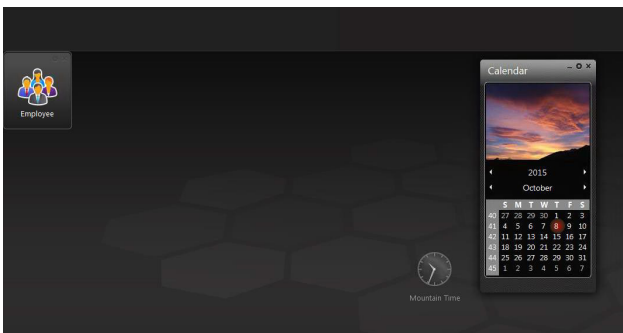 Employee
Calendar
2015
October
S M T W T F S
40 27 28 29 30 1 2 3
41 4 5 6 7 8 9 10
42 11 12 13 14 15 16 17
43 18 19 20 21 22 23 24
44 25 26 27 28 29 30 31
45 1 2 3 4 5 6 7
Mountain Time